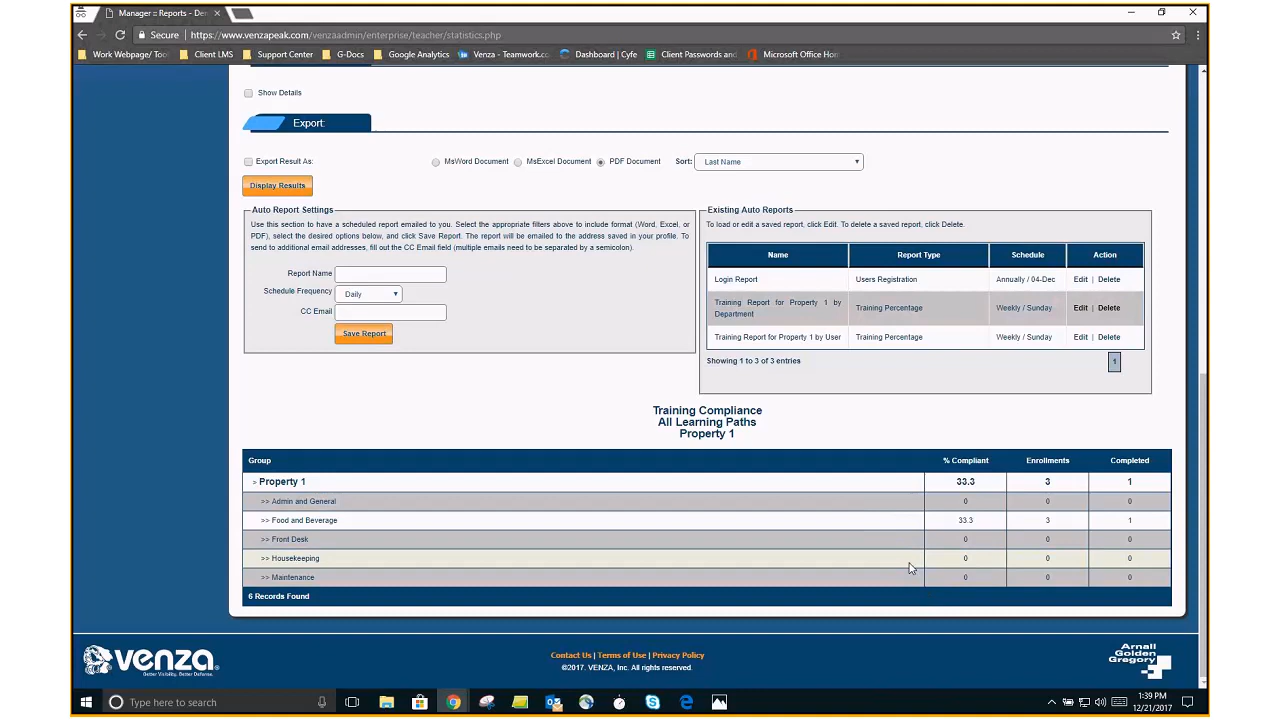 Manager :: Reports - De
Secure https://www.venzapeak.com/venzaadmin/enterprise/teacher/statistics.php
Work Webpage/ Too Client LMS Support Center G-Docs Google Analytics Venza - Teamwork.c Dashboard | Cyfe Client Passwords and Microsoft Office Hom
Show Details
Export:
Export Result As: MsWord Document MsExcel Document PDF Document Sort: Last Name
Display Results
Auto Report Settings
Use this section to have a scheduled report emailed to you. Select the appropriate filters above to include format (Word, Excel, or
PDF), select the desired options below, and click Save Report. The report will be emailed to the address saved in your profile. To
send to additional email addresses, fill out the CC Email field (multiple emails need to be separated by a semicolon).
Report Name
Schedule Frequency Daily
CC Email
Save Report
Existing Auto Reports
To load or edit a saved report, click Edit. To delete a saved report, click Delete.
Name Report Type Schedule Action
Login Report Users Registration Annually / 04-Dec Edit | Delete
Training Report for Property 1 by
Department Training Percentage Weekly / Sunday Edit | Delete
Training Report for Property 1 by User Training Percentage Weekly / Sunday Edit | Delete
Showing 1 to 3 of 3 entries 1
Training Compliance
All Learning Paths
Property 1
Group % Compliant Enrollments Completed
> Property 1 33.3 3 1
>> Admin and General 0 0 0
>> Food and Beverage 33.3 3 1
>> Front Desk 0 0 0
>> Housekeeping 0 0 0
>> Maintenance 0 0 0
6 Records Found
venza
Better Visibility. Better Defense.
Contact Us | Terms of Use | Privacy Policy
©2017. VENZA, Inc. All rights reserved.
Arnall
Golden
Gregory
Type here to search
1:39 PM
12/21/2017